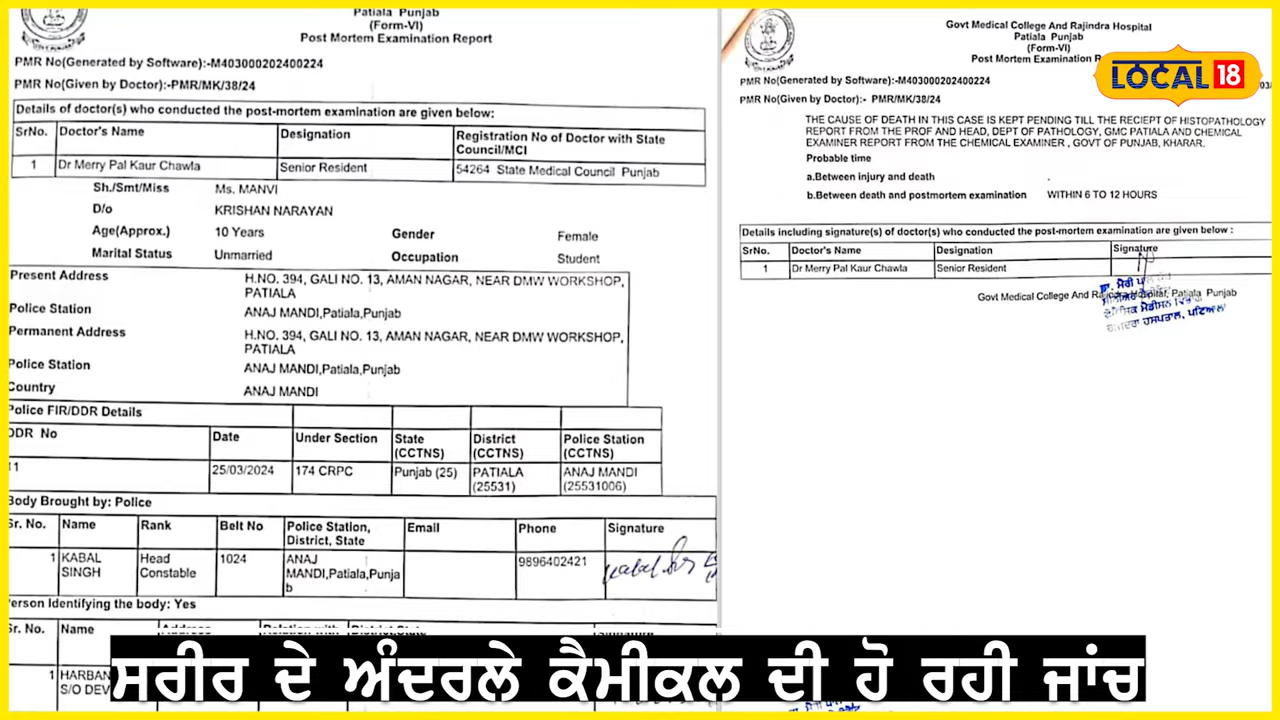 Patiala Punjab
(Form-VI)
Post Mortem Examination Report
PMR No(Generated by Software):-M403000202400224
PMR No(Given by Doctor):-PMR/MK/38/24
Details of doctor(s) who conducted the post-mortem examination are given below:
SrNo. Doctor's Name Designation Registration No of Doctor with State
Council/MCI
1 Dr Merry Pal Kaur Chawla Senior Resident 54264 State Medical Council Punjab
Sh./Smt/Miss Ms. MANVI
D/o KRISHAN NARAYAN
Age(Approx.) 10 Years Gender Female
Marital Status Unmarried Occupation Student
Present Address H.NO. 394, GALI NO. 13, AMAN NAGAR, NEAR DMW WORKSHOP,
PATIALA
Police Station ANAJ MANDI,Patiala,Punjab
Permanent Address H.NO. 394, GALI NO. 13, AMAN NAGAR, NEAR DMW WORKSHOP,
PATIALA
Police Station ANAJ MANDI,Patiala,Punjab
Country ANAJ MANDI
Police FIR/DDR Details
DDR No Date Under Section State
(CCTNS) District
(CCTNS) Police Station
(CCTNS)
11 25/03/2024 174 CRPC Punjab (25) PATIALA
(25531) ANAJ MANDI
(25531006)
Body Brought by: Police
Sr. No. Name Rank Belt No Police Station,
District, State Email Phone Signature
1 KABAL
SINGH Head
Constable 1024 ANAJ
MANDI,Patiala,Punja
b 9896402421
Person Identifying the body: Yes
Sr. No. Name Address Relation with District,State Signature
1 HARBAN
S/O DEV
Govt Medical College And Rajindra Hospital
Patiala Punjab
(Form-VI)
Post Mortem Examination
LOCAL 18
PMR No(Generated by Software):-M403000202400224
PMR No(Given by Doctor):- PMR/MK/38/24
THE CAUSE OF DEATH IN THIS CASE IS KEPT PENDING TILL THE RECIEPT OF HISTOPATHOLOGY
REPORT FROM THE PROF AND HEAD, DEPT OF PATHOLOGY, GMC PATIALA AND CHEMICAL
EXAMINER REPORT FROM THE CHEMICAL EXAMINER , GOVT OF PUNJAB, KHARAR.
Probable time
a.Between injury and death
b.Between death and postmortem examination WITHIN 6 TO 12 HOURS
Details including signature(s) of doctor(s) who conducted the post-mortem examination are given below :
SrNo. Doctor's Name Designation Signature
1 Dr Merry Pal Kaur Chawla Senior Resident
Govt Medical College And Rajindra Hospital, Patiala Punjab
ਰਾਜਿੰਦਰਾ ਹਸਪਤਾਲ, ਪਟਿਆਲਾ
ਸਰੀਰ ਦੇ ਅੰਦਰਲੇ ਕੈਮੀਕਲ ਦੀ ਹੋ ਰਹੀ ਜਾਂਚ